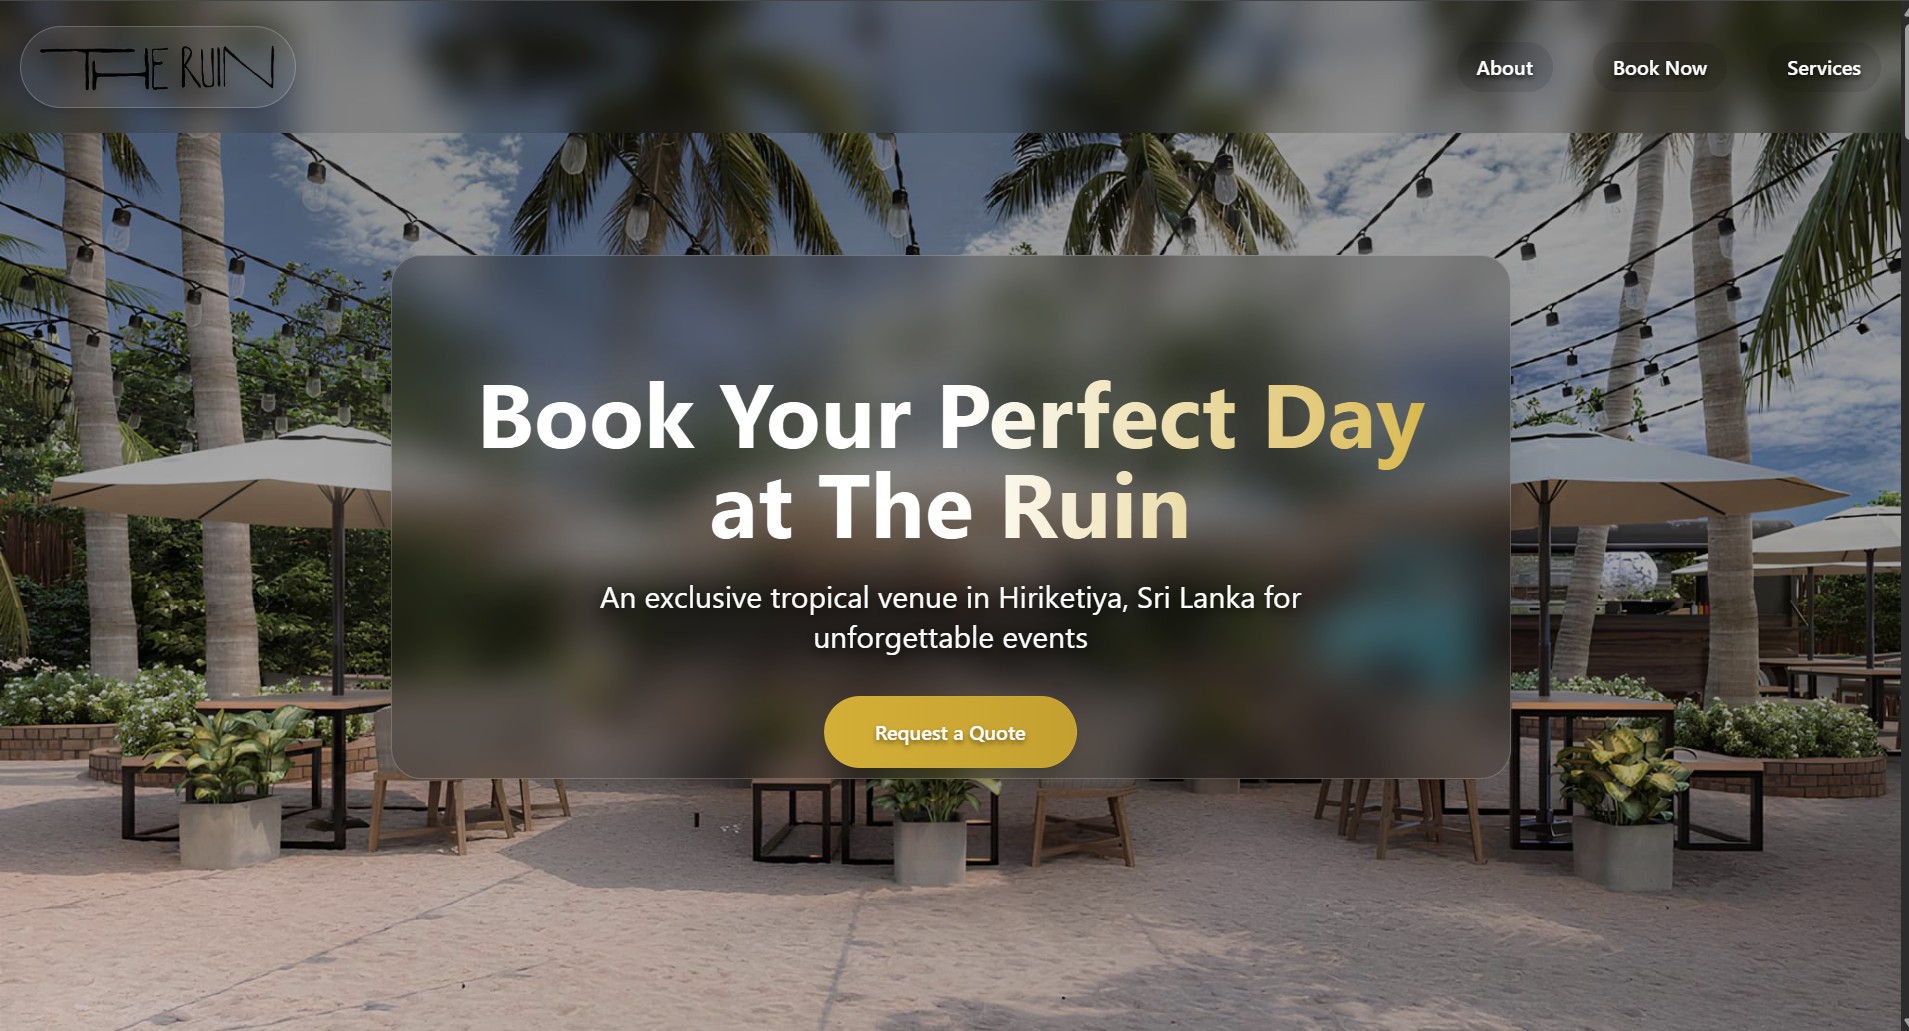 THE RUIN
About
Book Now
Services
Book Your Perfect Day
at The Ruin
An exclusive tropical venue in Hiriketiya, Sri Lanka for
unforgettable events
Request a Quote